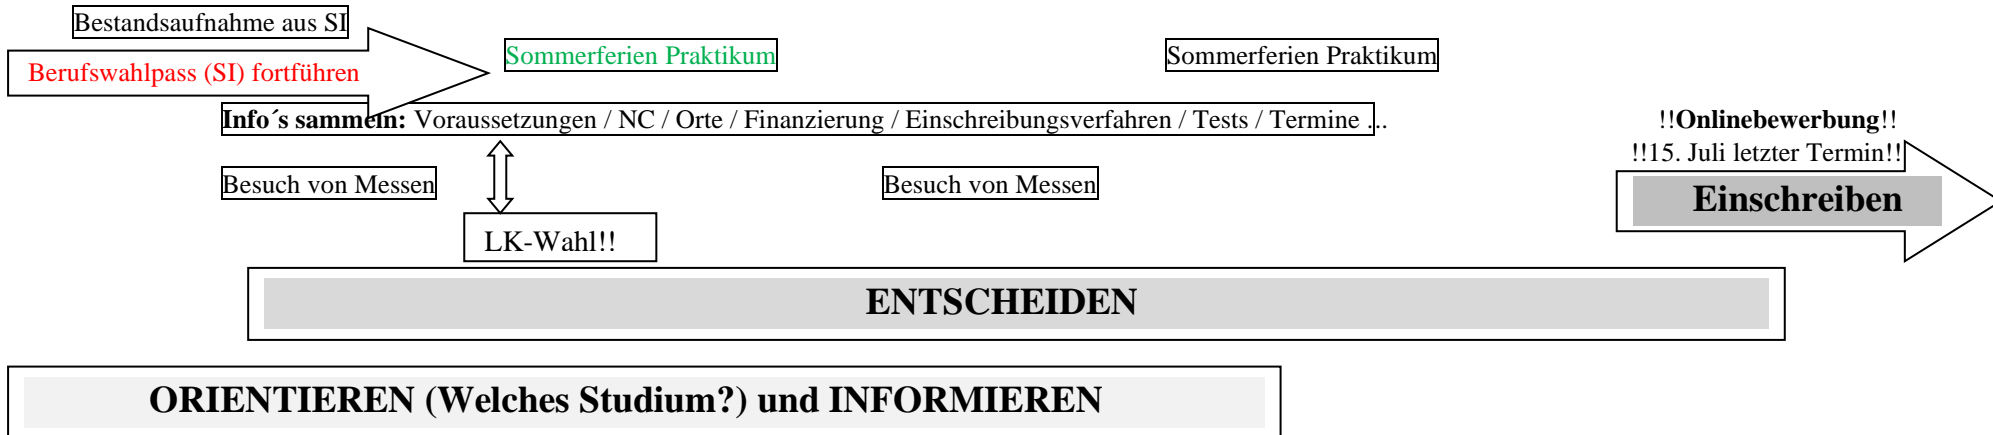 Bestandsaufnahme aus SI
Berufswahlpass (SI) fortführen
Sommerferien Praktikum
Sommerferien Praktikum
Info´s sammeln: Voraussetzungen / NC / Orte / Finanzierung / Einschreibungsverfahren / Tests / Termine ...
!!Onlinebewerbung!!
!!15. Juli letzter Termin!!
Besuch von Messen
Besuch von Messen
Einschreiben
LK-Wahl!!
ENTSCHEIDEN
ORIENTIEREN (Welches Studium?) und INFORMIEREN